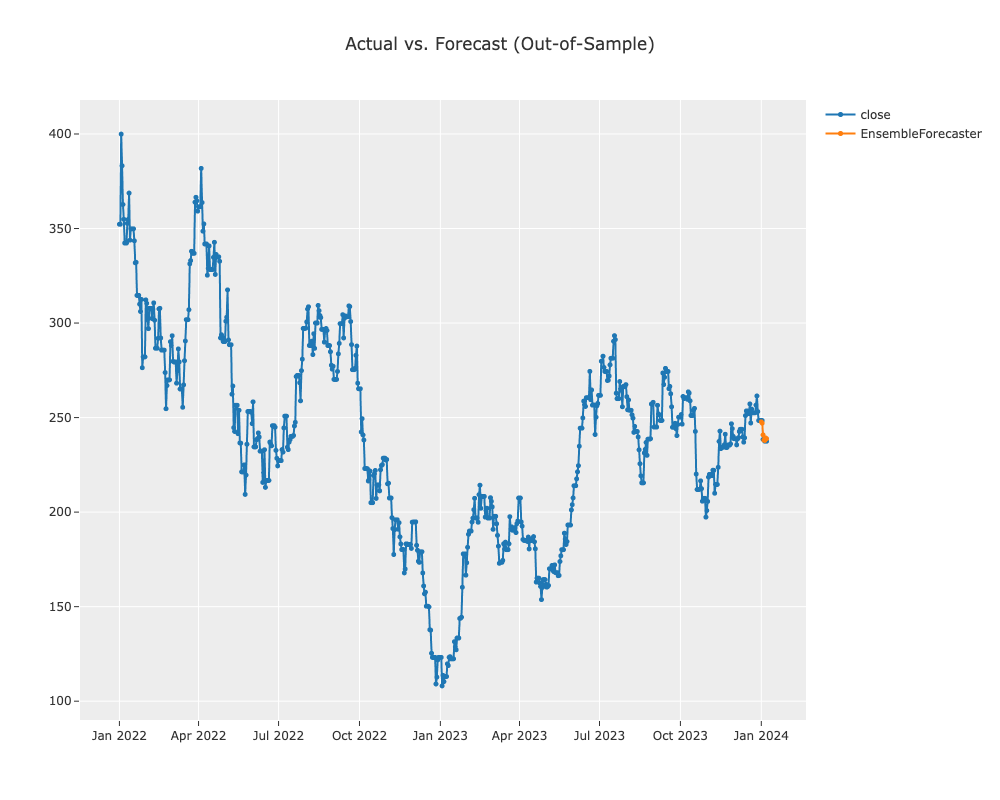 Actual vs. Forecast (Out-of-Sample)
close
EnsembleForecaster
400
350
300
250
200
150
100
Jan 2022
Apr 2022
Jul 2022
Oct 2022
Jan 2023
Apr 2023
Jul 2023
Oct 2023
Jan 2024